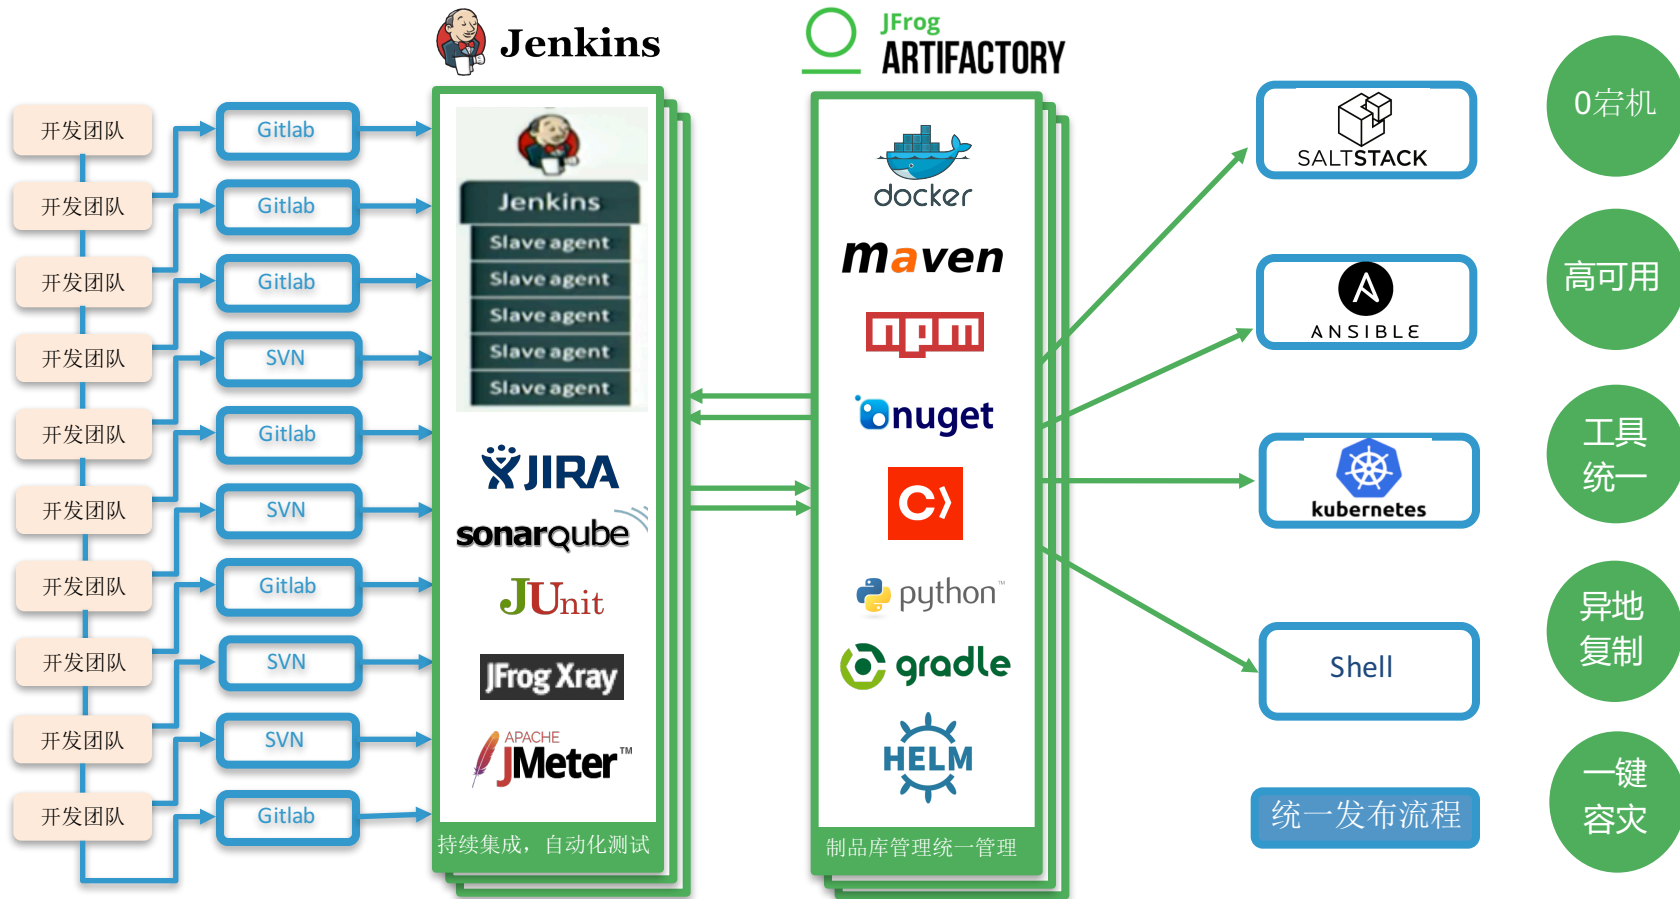 Jenkins
JFrog
ARTIFACTORY
开发团队
开发团队
开发团队
开发团队
开发团队
开发团队
开发团队
开发团队
开发团队
开发团队
Gitlab
Gitlab
Gitlab
SVN
Gitlab
SVN
Gitlab
SVN
SVN
Gitlab
Jenkins
Slave agent
Slave agent
Slave agent
Slave agent
Slave agent
JIRA
sonarqube
JUnit
JFrog Xray
APACHE
JMeter™
持续集成，自动化测试
docker
maven
npm
nuget
python™
gradle
HELM
制品库管理统一管理
SALTSTACK
ANSIBLE
kubernetes
Shell
统一发布流程
0宕机
高可用
工具
统一
异地
复制
一键
容灾